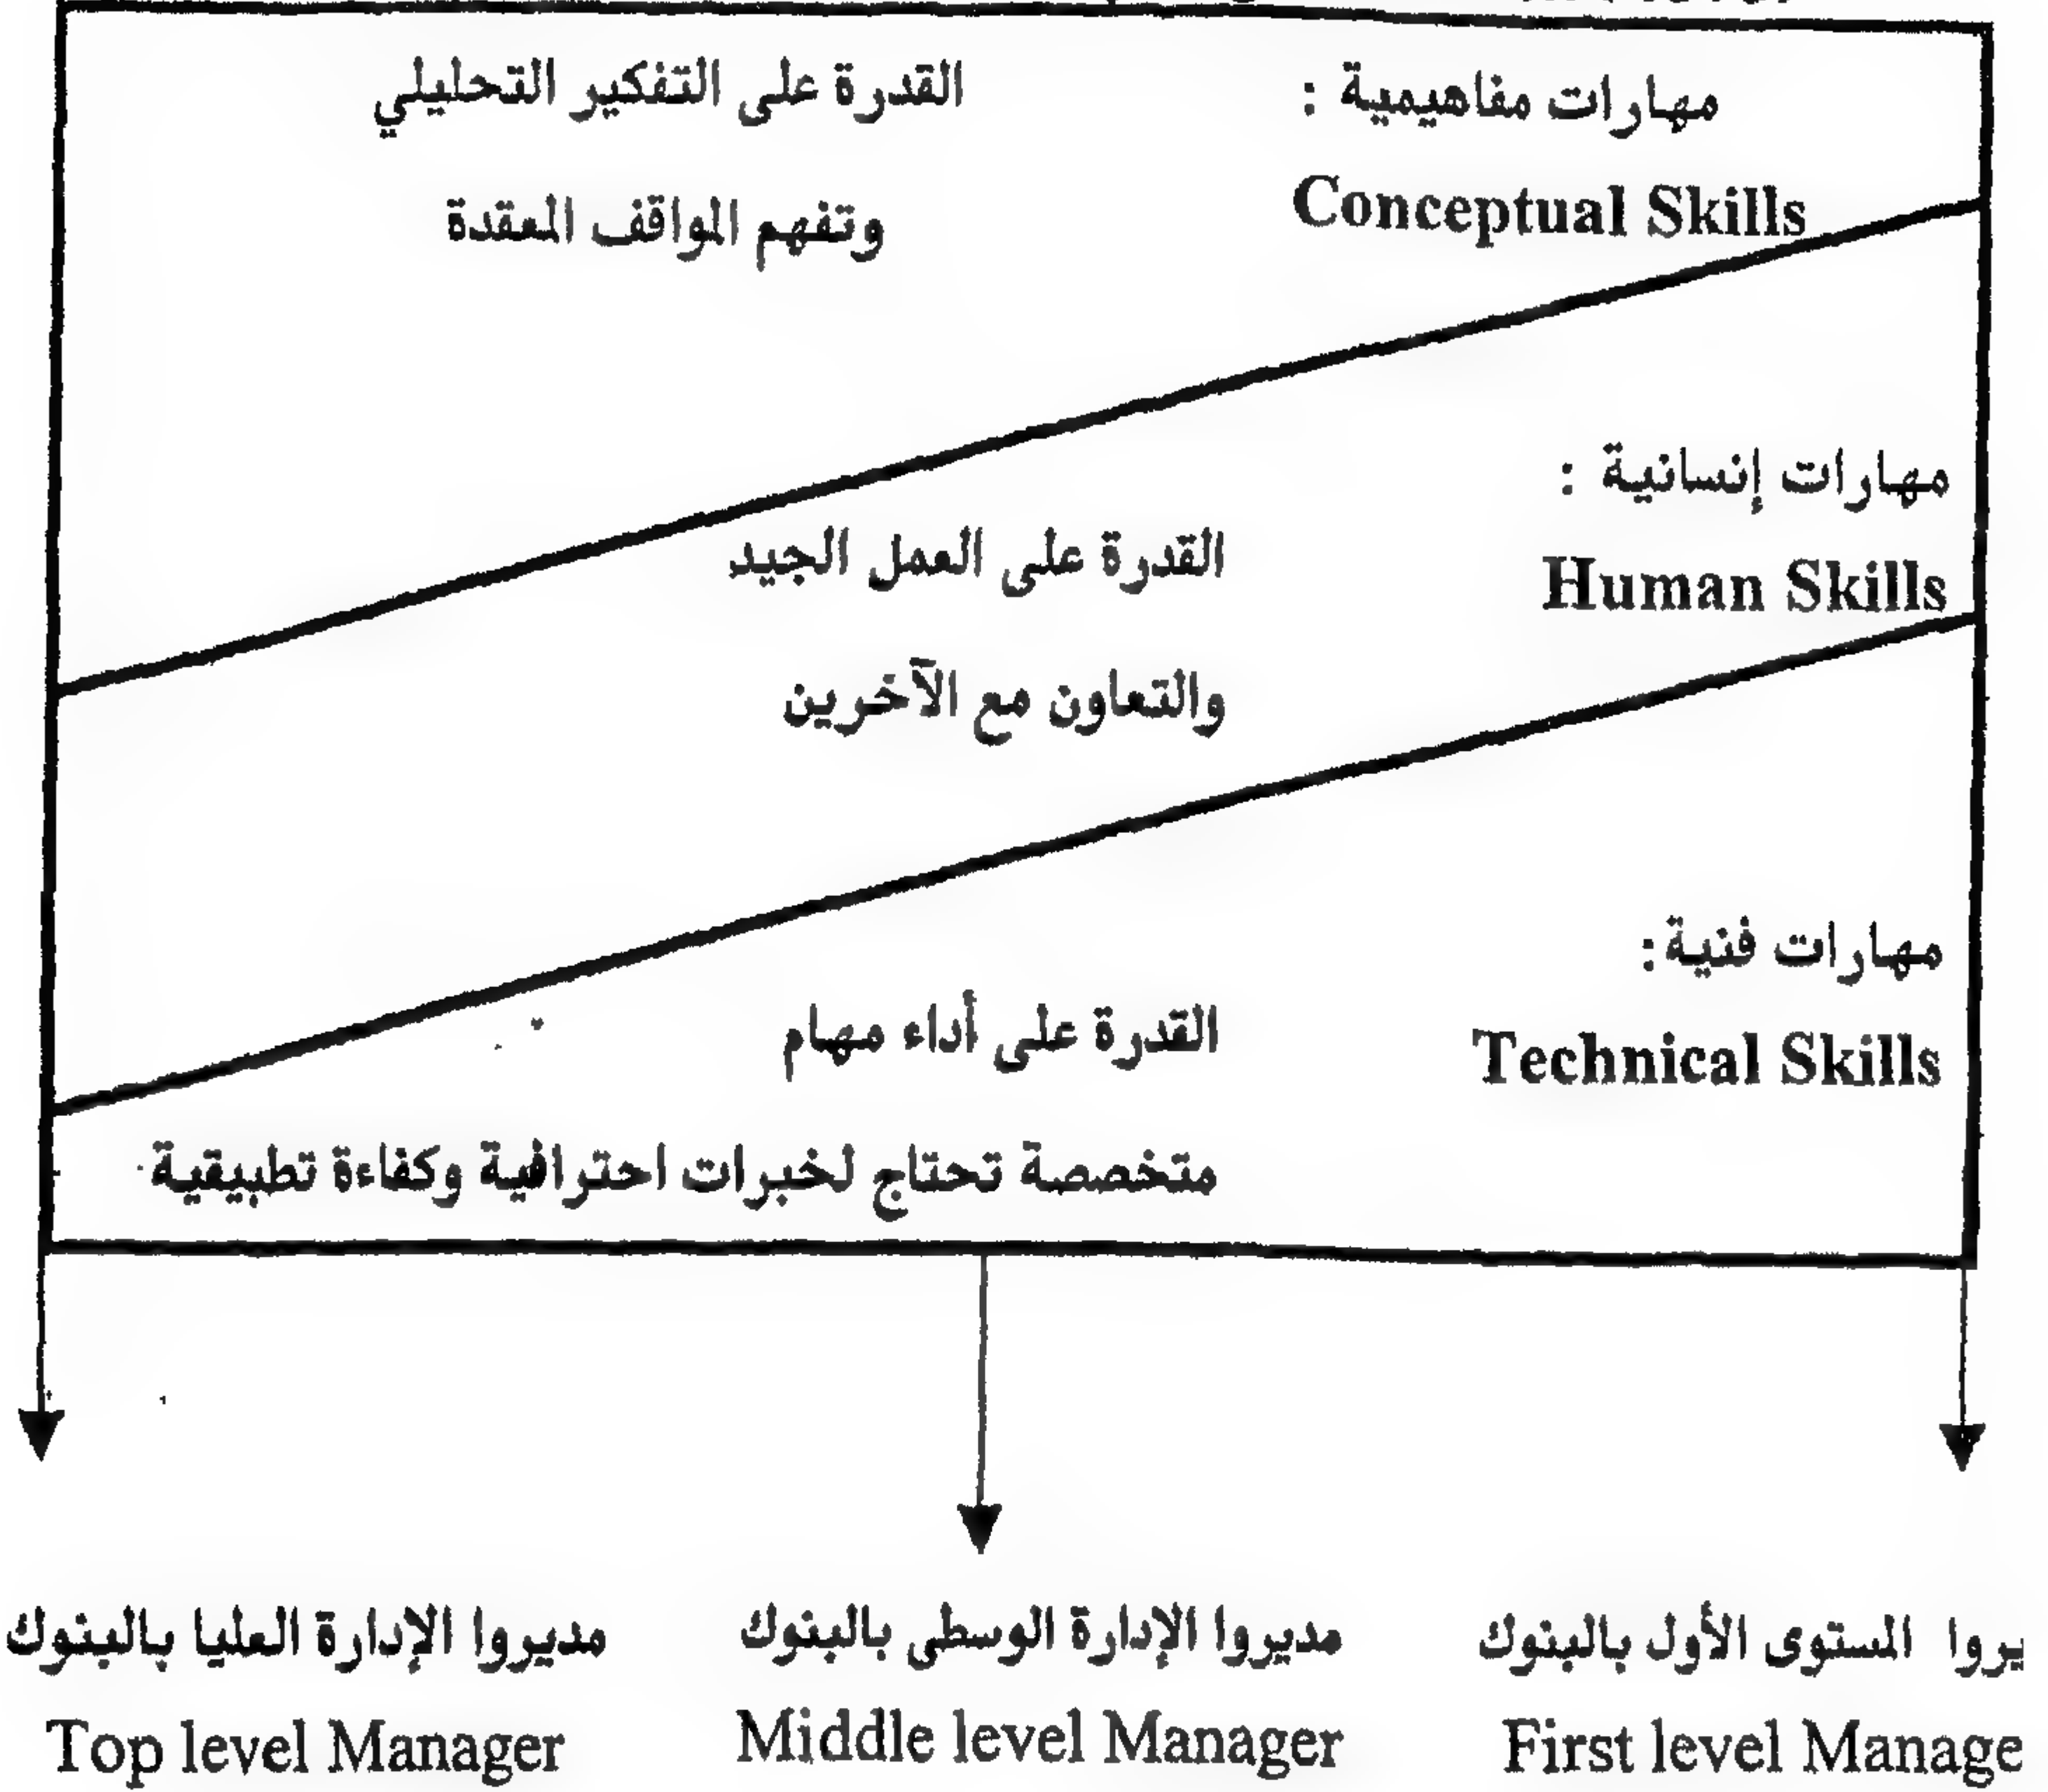 مهارات مفاهيمية :
Conceptual Skills
القدرة على التفكير التحليلي
وتفهم المواقف المعقدة
مهارات إنسانية :
Human Skills
القدرة على العمل الجيد
والتعاون مع الآخرين
مهارات فنية :
Technical Skills
القدرة على أداء مهام
متخصصة تحتاج لخبرات احترافية وكفاءة تطبيقية
يروا المستوى الأول بالبنوك
First level Manage
مديروا الإدارة الوسطى بالبنوك
Middle level Manager
مديروا الإدارة العليا بالبنوك
Top level Manager